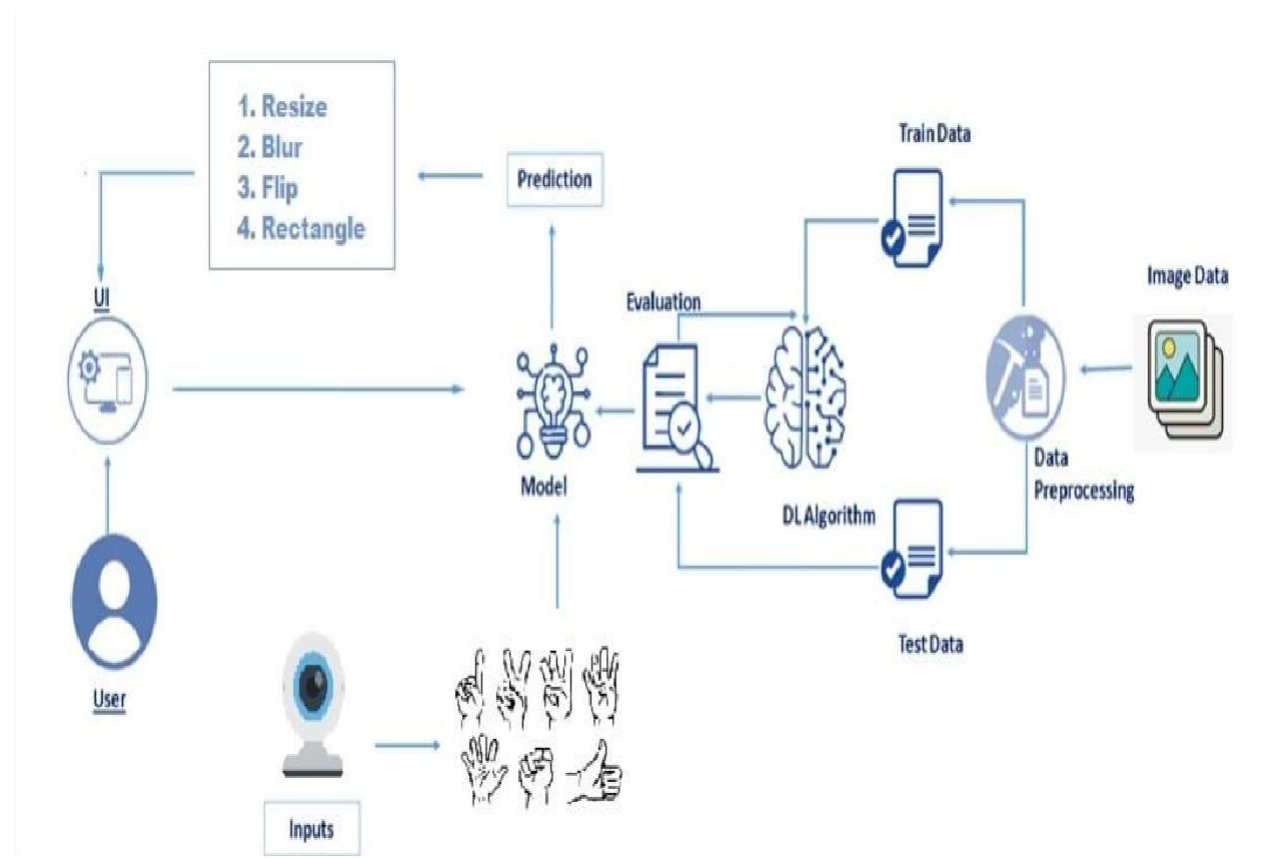 1. Resize
2. Blur
3. Flip
4. Rectangle
Prediction
Train Data
Image Data
UI
Evaluation
Model
Data
Preprocessing
DL Algorithm
Test Data
User
Inputs